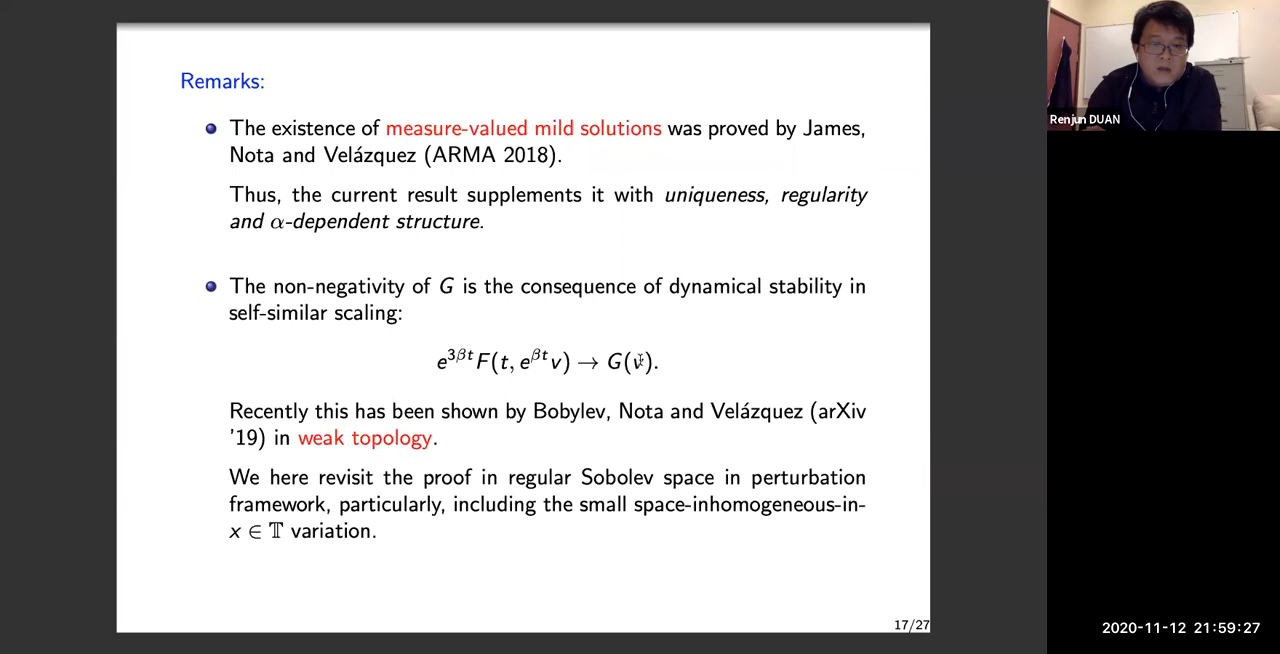 Remarks:
The existence of measure-valued mild solutions was proved by James,
Nota and Velázquez (ARMA 2018).
Thus, the current result supplements it with uniqueness, regularity
and α-dependent structure.
The non-negativity of G is the consequence of dynamical stability in
self-similar scaling:
e^{3βt}F(t, e^{βt}v) → G(v).
Recently this has been shown by Bobylev, Nota and Velázquez (arXiv
'19) in weak topology.
We here revisit the proof in regular Sobolev space in perturbation
framework, particularly, including the small space-inhomogeneous-in-
x ∈ 𝕋 variation.
17/27
Renjun DUAN
2020-11-12 21:59:27